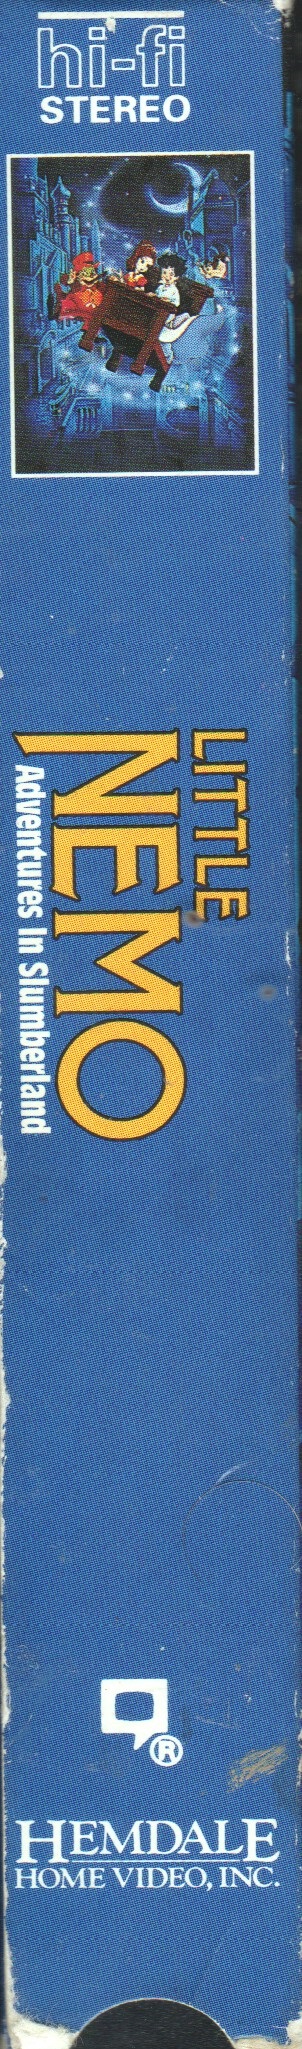 hi-fi
STEREO
LITTLE
NEMO
Adventures In Slumberland
®
HEMDALE
HOME VIDEO, INC.